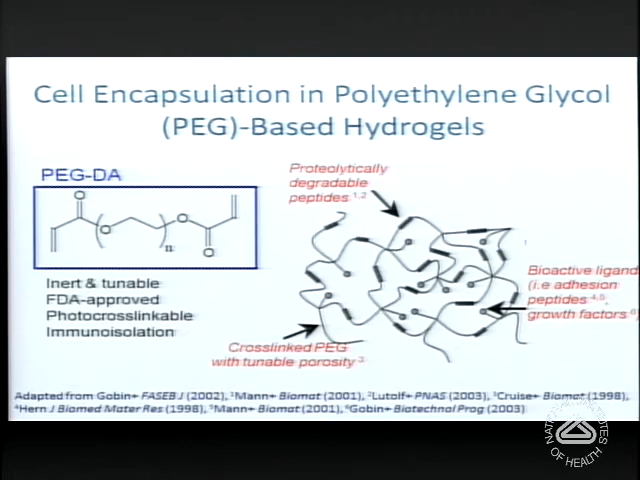 Cell Encapsulation in Polyethylene Glycol
(PEG)-Based Hydrogels
PEG-DA
O
O
O
O
n
Inert & tunable
FDA-approved
Photocrosslinkable
Immunoisolation
Proteolytically
degradable
peptides.1,2
Bioactive ligand
(i.e adhesion
peptides 4,5,
growth factors.6)
Crosslinked PEG
with tunable porosity.3
Adapted from Gobin+ FASEB J (2002), 1Mann+ Biomat (2001), 2Lutolf+ PNAS (2003), 3Cruise+ Biomat (1998),
4Hern J Biomed Mater Res (1998), 5Mann+ Biomat (2001), 6Gobin+ Biotechnol Prog (2003)
NATIONAL INSTITUTES
OF HEALTH